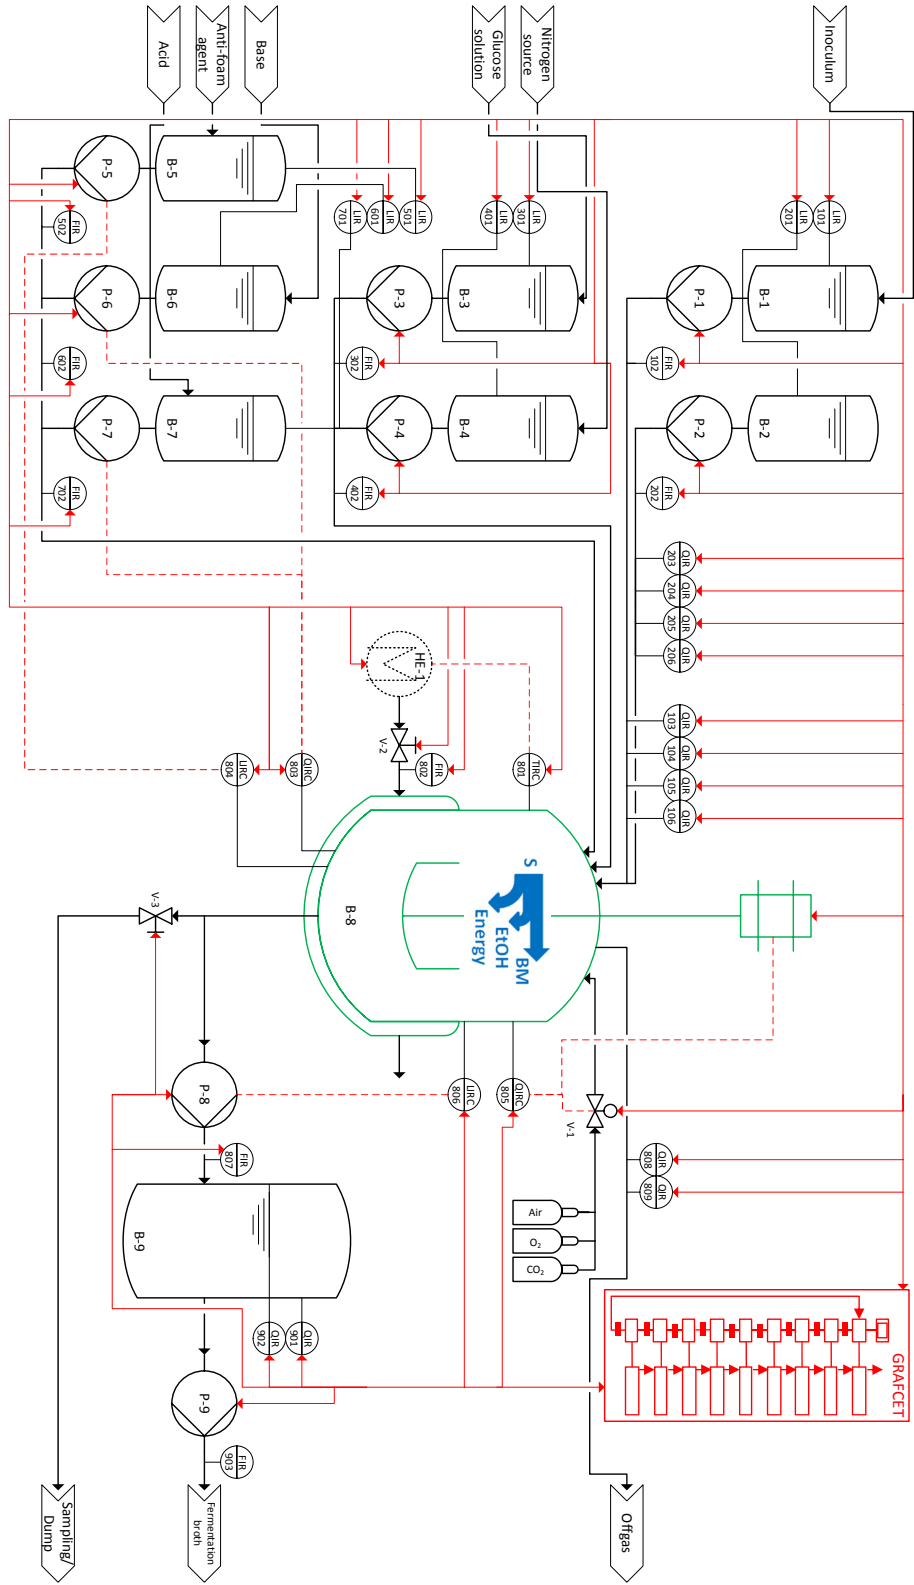 Inoculum
Nitrogen
source
Glucose
solution
Base
Anti-foam
agent
Acid
LIR
101
LIR
201
B-1
P-1
FIR
102
B-2
P-2
FIR
202
QIR
203
QIR
204
QIR
205
QIR
206
QIR
103
QIR
104
QIR
105
QIR
106
LIR
301
LIR
401
B-3
P-3
FIR
302
B-4
P-4
FIR
402
LIR
501
LIR
601
LIR
701
B-5
P-5
FIR
502
B-6
P-6
FIR
602
B-7
P-7
FIR
702
HE-1
V-2
FIR
802
TIRC
801
QIRC
803
LIRC
804
S
BM
EtOH
Energy
B-8
QIRC
805
LIRC
806
V-1
QIR
808
QIR
809
Air
O₂
CO₂
GRAFCET
V-3
P-8
FIR
807
B-9
QIR
901
QIR
902
P-9
FIR
903
Offgas
Fermentation
broth
Sampling/
Dump